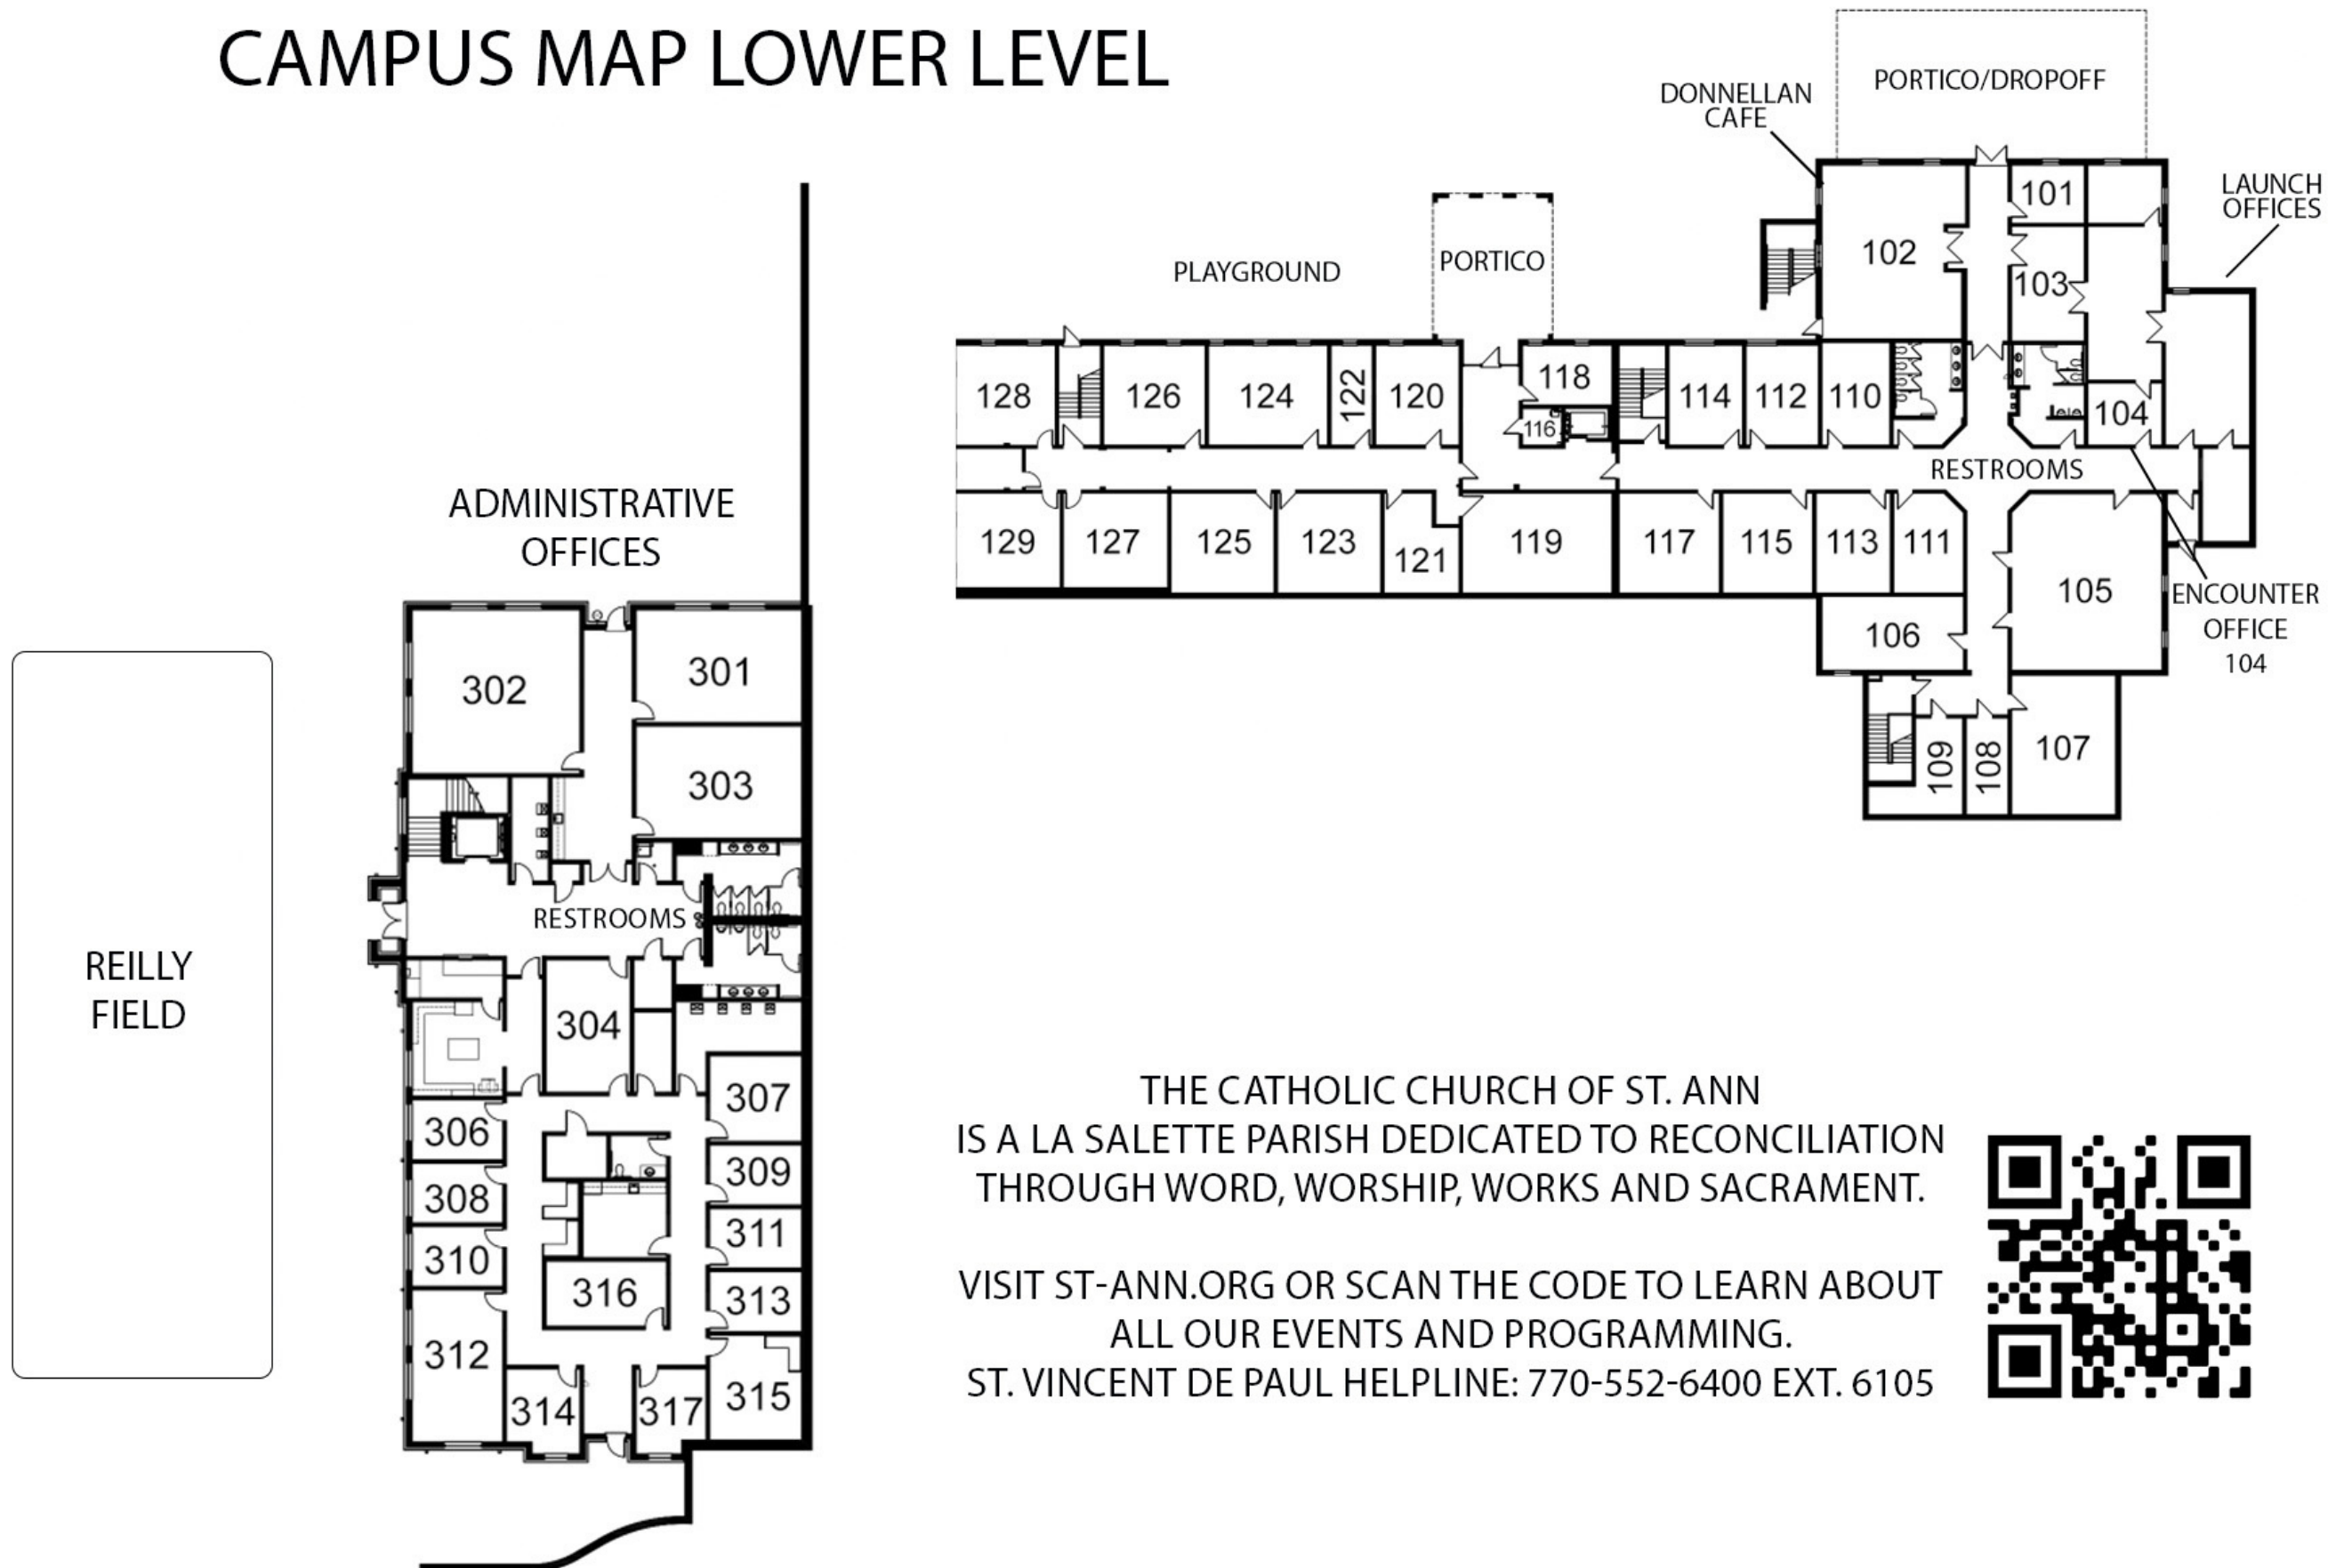 CAMPUS MAP LOWER LEVEL
PORTICO/DROPOFF
DONNELLAN
CAFE
LAUNCH
OFFICES
101
102
103
PLAYGROUND
PORTICO
128
126
124
122
120
118
116
114
112
110
104
RESTROOMS
129
127
125
123
121
119
117
115
113
111
105
ENCOUNTER
OFFICE
104
106
109
108
107
ADMINISTRATIVE
OFFICES
302
301
303
RESTROOMS
REILLY
FIELD
304
307
306
309
308
311
310
316
313
312
314
317
315
THE CATHOLIC CHURCH OF ST. ANN
IS A LA SALETTE PARISH DEDICATED TO RECONCILIATION
THROUGH WORD, WORSHIP, WORKS AND SACRAMENT.
VISIT ST-ANN.ORG OR SCAN THE CODE TO LEARN ABOUT
ALL OUR EVENTS AND PROGRAMMING.
ST. VINCENT DE PAUL HELPLINE: 770-552-6400 EXT. 6105